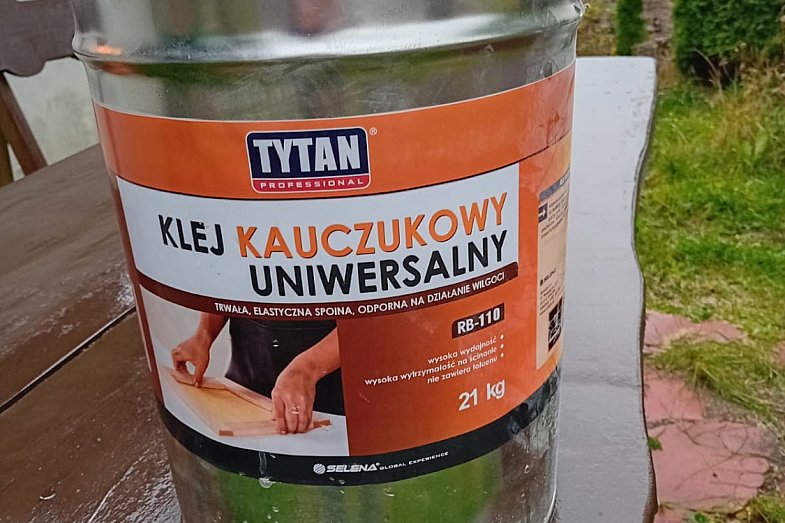 TYTAN®
PROFESSIONAL
KLEJ KAUCZUKOWY
UNIWERSALNY
TRWAŁA, ELASTYCZNA SPOINA, ODPORNA NA DZIAŁANIE WILGOCI
RB-110
wysoka wydajność •
wysoka wytrzymałość na ścinanie •
nie zawiera toluenu •
21 kg
SELENA® GLOBAL EXPERIENCE
SELENA